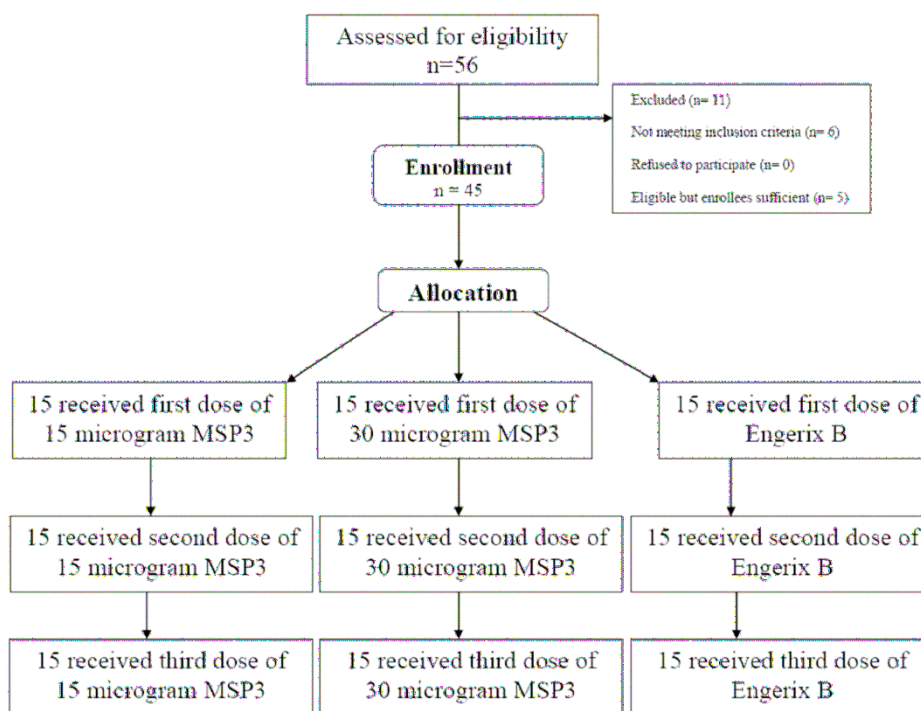 Assessed for eligibility
n=56
Excluded (n= 11)
Not meeting inclusion criteria (n= 6)
Refused to participate (n= 0)
Eligible but enrollees sufficient (n= 5)
Enrollment
n = 45
Allocation
15 received first dose of
15 microgram MSP3
15 received first dose of
30 microgram MSP3
15 received first dose of
Engerix B
15 received second dose of
15 microgram MSP3
15 received second dose of
30 microgram MSP3
15 received second dose of
Engerix B
15 received third dose of
15 microgram MSP3
15 received third dose of
30 microgram MSP3
15 received third dose of
Engerix B